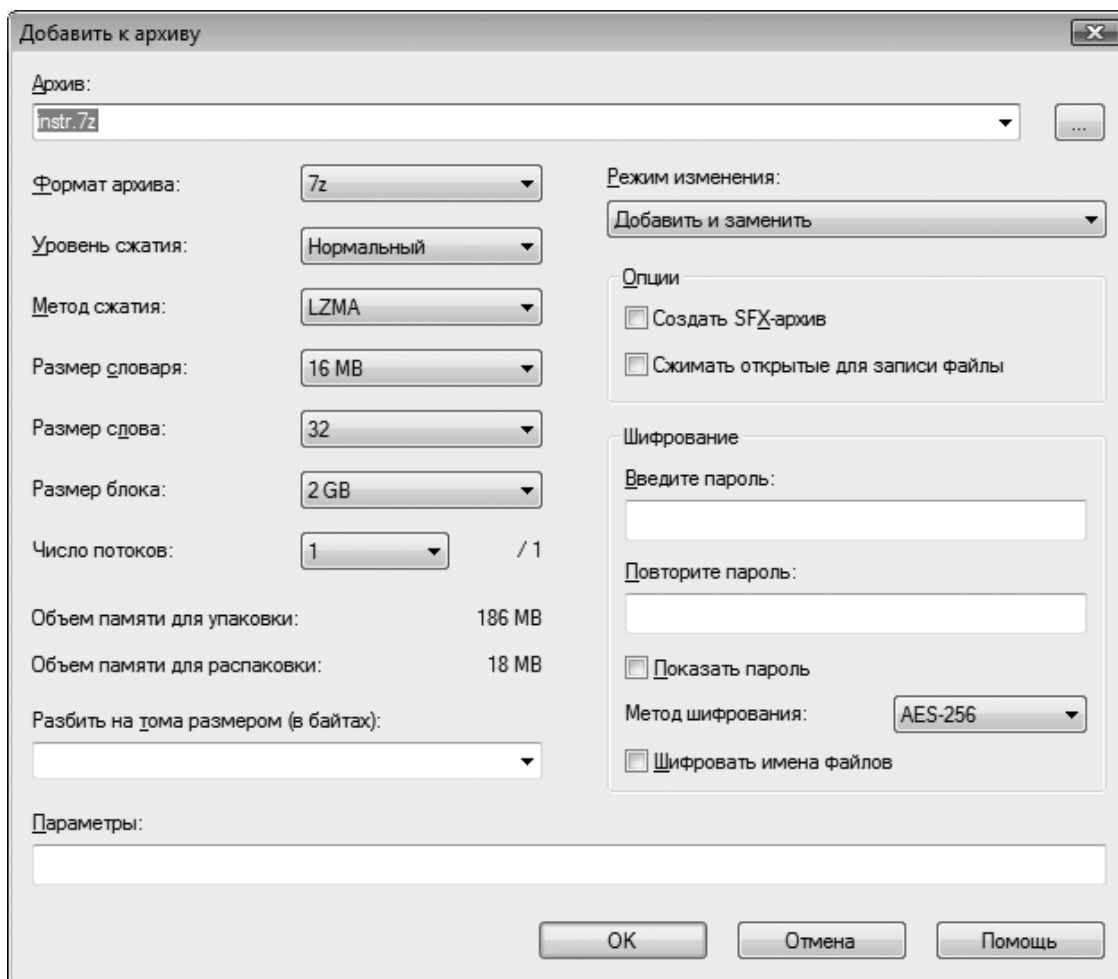 Добавить к архиву
Архив:
instr.7z
...
Формат архива:
7z
Уровень сжатия:
Нормальный
Метод сжатия:
LZMA
Размер словаря:
16 MB
Размер слова:
32
Размер блока:
2 GB
Число потоков:
1
/ 1
Объем памяти для упаковки:
186 MB
Объем памяти для распаковки:
18 MB
Разбить на тома размером (в байтах):
Режим изменения:
Добавить и заменить
Опции
Создать SFX-архив
Сжимать открытые для записи файлы
Шифрование
Введите пароль:
Повторите пароль:
Показать пароль
Метод шифрования:
AES-256
Шифровать имена файлов
Параметры:
OK
Отмена
Помощь